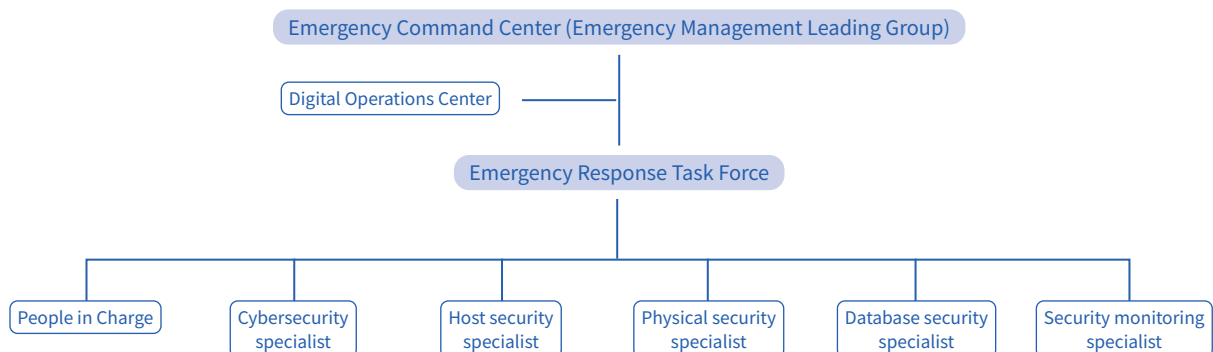 Emergency Command Center (Emergency Management Leading Group)
Digital Operations Center
Emergency Response Task Force
People in Charge
Cybersecurity
specialist
Host security
specialist
Physical security
specialist
Database security
specialist
Security monitoring
specialist